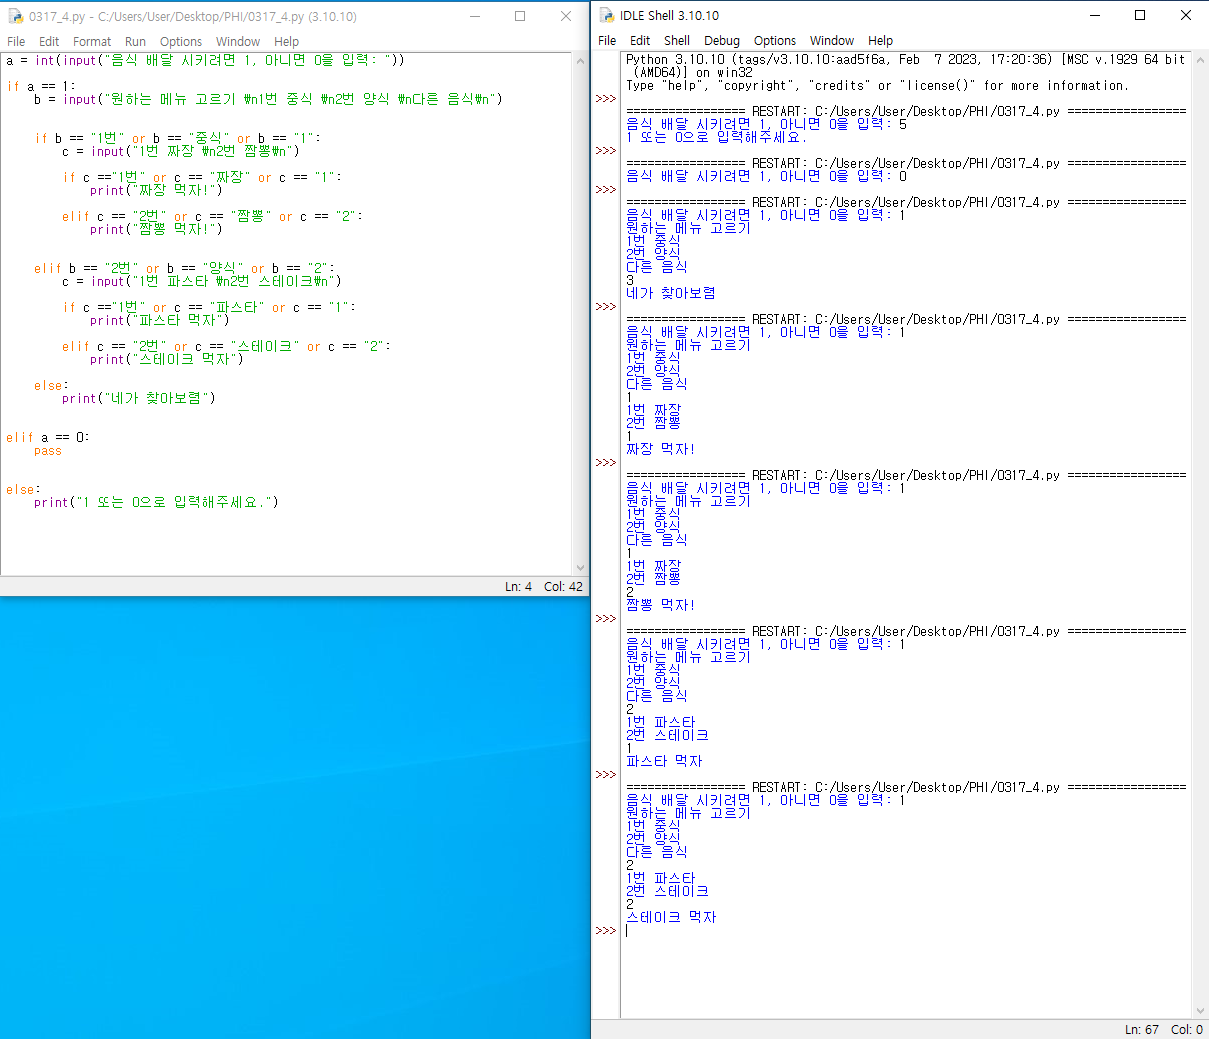 0317_4.py - C:/Users/User/Desktop/PHI/0317_4.py (3.10.10)
File Edit Format Run Options Window Help
a = int(input("음식 배달 시키려면 1, 아니면 0을 입력: "))
if a == 1:
b = input("원하는 메뉴 고르기 ₩n1번 중식 ₩n2번 양식 ₩n다른 음식₩n")
if b == "1번" or b == "중식" or b == "1":
c = input("1번 짜장 ₩n2번 짬뽕₩n")
if c =="1번" or c == "짜장" or c == "1":
print("짜장 먹자!")
elif c == "2번" or c == "짬뽕" or c == "2":
print("짬뽕 먹자!")
elif b == "2번" or b == "양식" or b == "2":
c = input("1번 파스타 ₩n2번 스테이크₩n")
if c =="1번" or c == "파스타" or c == "1":
print("파스타 먹자")
elif c == "2번" or c == "스테이크" or c == "2":
print("스테이크 먹자")
else:
print("네가 찾아보렴")
elif a == 0:
pass
else:
print("1 또는 0으로 입력해주세요.")
Ln: 4 Col: 42
IDLE Shell 3.10.10
File Edit Shell Debug Options Window Help
Python 3.10.10 (tags/v3.10.10:aad5f6a, Feb  7 2023, 17:20:36) [MSC v.1929 64 bit
(AMD64)] on win32
Type "help", "copyright", "credits" or "license()" for more information.
>>>
================= RESTART: C:/Users/User/Desktop/PHI/0317_4.py =================
음식 배달 시키려면 1, 아니면 0을 입력: 5
1 또는 0으로 입력해주세요.
>>>
================= RESTART: C:/Users/User/Desktop/PHI/0317_4.py =================
음식 배달 시키려면 1, 아니면 0을 입력: 0
>>>
================= RESTART: C:/Users/User/Desktop/PHI/0317_4.py =================
음식 배달 시키려면 1, 아니면 0을 입력: 1
원하는 메뉴 고르기
1번 중식
2번 양식
다른 음식
3
네가 찾아보렴
>>>
================= RESTART: C:/Users/User/Desktop/PHI/0317_4.py =================
음식 배달 시키려면 1, 아니면 0을 입력: 1
원하는 메뉴 고르기
1번 중식
2번 양식
다른 음식
1
1번 짜장
2번 짬뽕
1
짜장 먹자!
>>>
================= RESTART: C:/Users/User/Desktop/PHI/0317_4.py =================
음식 배달 시키려면 1, 아니면 0을 입력: 1
원하는 메뉴 고르기
1번 중식
2번 양식
다른 음식
1
1번 짜장
2번 짬뽕
2
짬뽕 먹자!
>>>
================= RESTART: C:/Users/User/Desktop/PHI/0317_4.py =================
음식 배달 시키려면 1, 아니면 0을 입력: 1
원하는 메뉴 고르기
1번 중식
2번 양식
다른 음식
2
1번 파스타
2번 스테이크
1
파스타 먹자
>>>
================= RESTART: C:/Users/User/Desktop/PHI/0317_4.py =================
음식 배달 시키려면 1, 아니면 0을 입력: 1
원하는 메뉴 고르기
1번 중식
2번 양식
다른 음식
2
1번 파스타
2번 스테이크
2
스테이크 먹자
>>>
Ln: 67 Col: 0